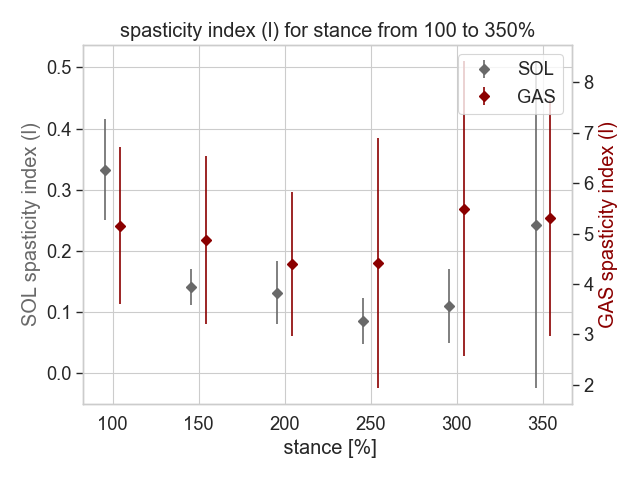 spasticity index (I) for stance from 100 to 350%
SOL
GAS
SOL spasticity index (I)
0.5
0.4
0.3
0.2
0.1
0.0
GAS spasticity index (I)
8
7
6
5
4
3
2
100 150 200 250 300 350
stance [%]